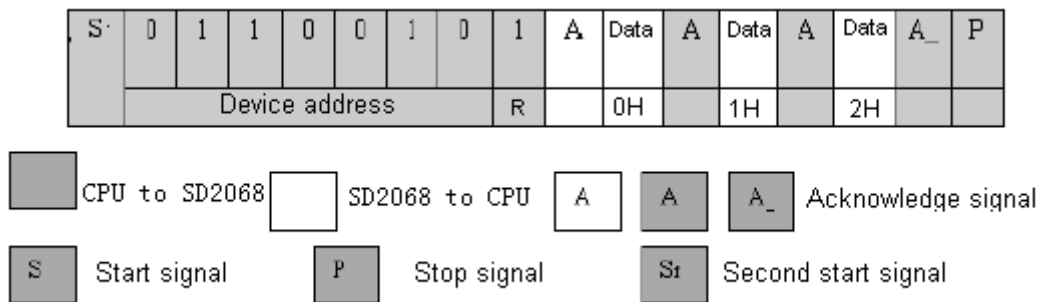 S 0 1 1 0 0 1 0 1 A Data A Data A Data A_ P
Device address R 0H 1H 2H
CPU to SD2068 SD2068 to CPU A A A_ Acknowledge signal
S Start signal P Stop signal Sr Second start signal